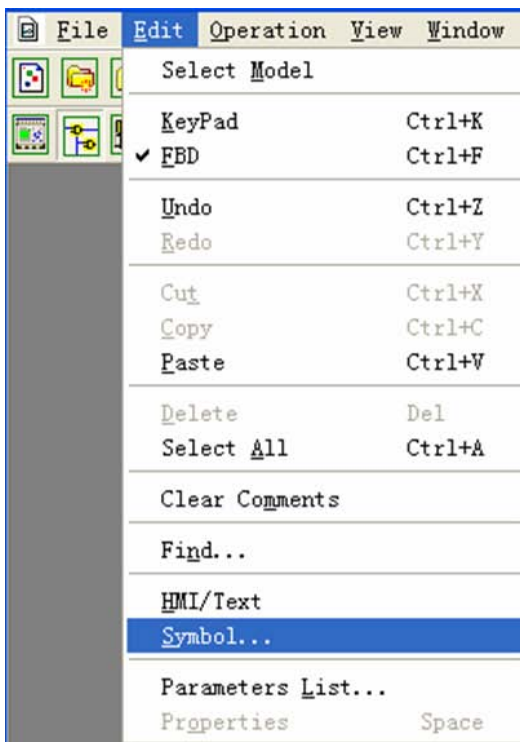 File Edit Operation View Window
Select Model
KeyPad Ctrl+K
FBD Ctrl+F
Undo Ctrl+Z
Redo Ctrl+Y
Cut Ctrl+X
Copy Ctrl+C
Paste Ctrl+V
Delete Del
Select All Ctrl+A
Clear Comments
Find...
HMI/Text
Symbol...
Parameters List...
Properties Space